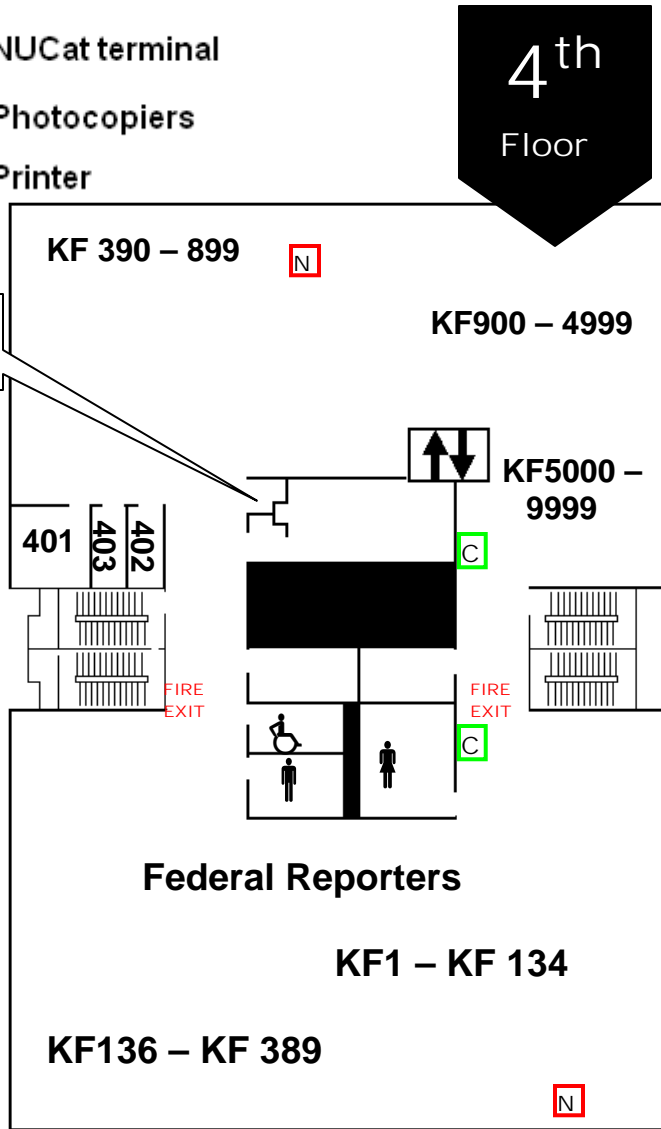 NUCat terminal
Photocopiers
Printer
4th
Floor
KF 390 – 899
N
KF900 – 4999
KF5000 –
9999
401
403
402
C
FIRE
EXIT
FIRE
EXIT
C
Federal Reporters
KF1 – KF 134
KF136 – KF 389
N